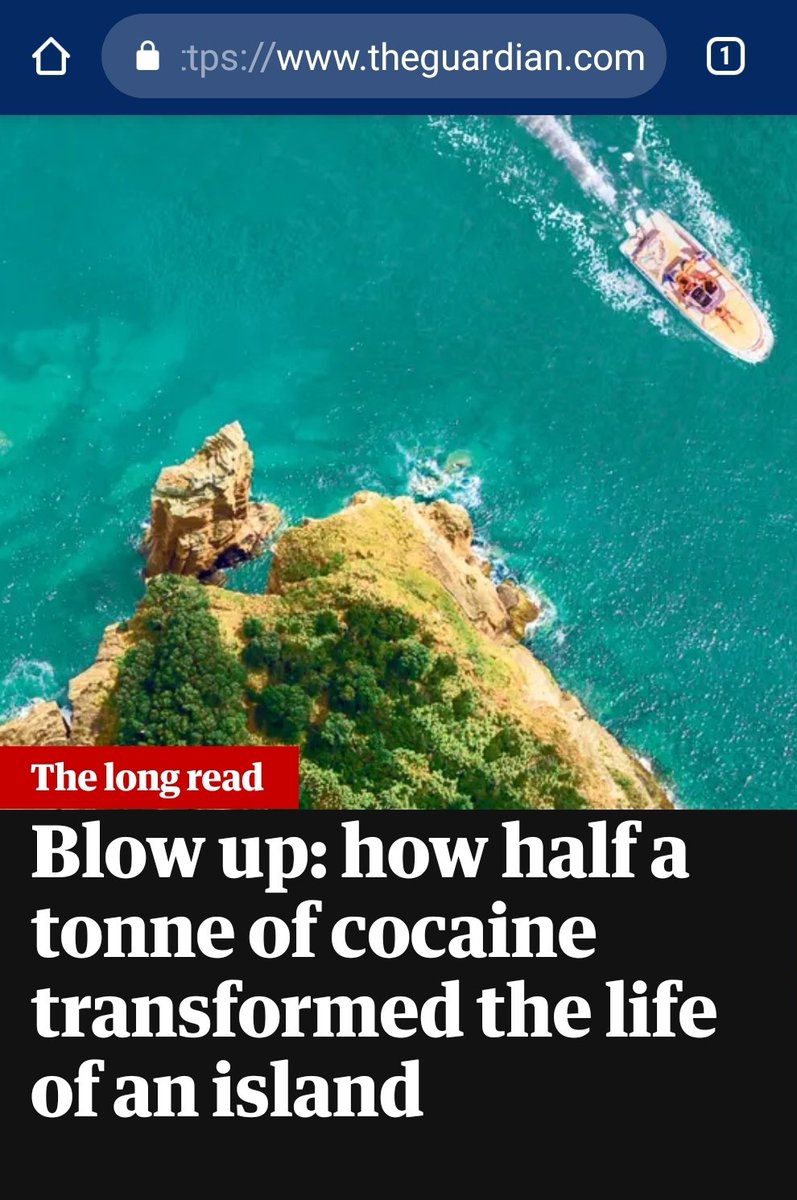 :tps://www.theguardian.com
1
The long read
Blow up: how half a
tonne of cocaine
transformed the life
of an island